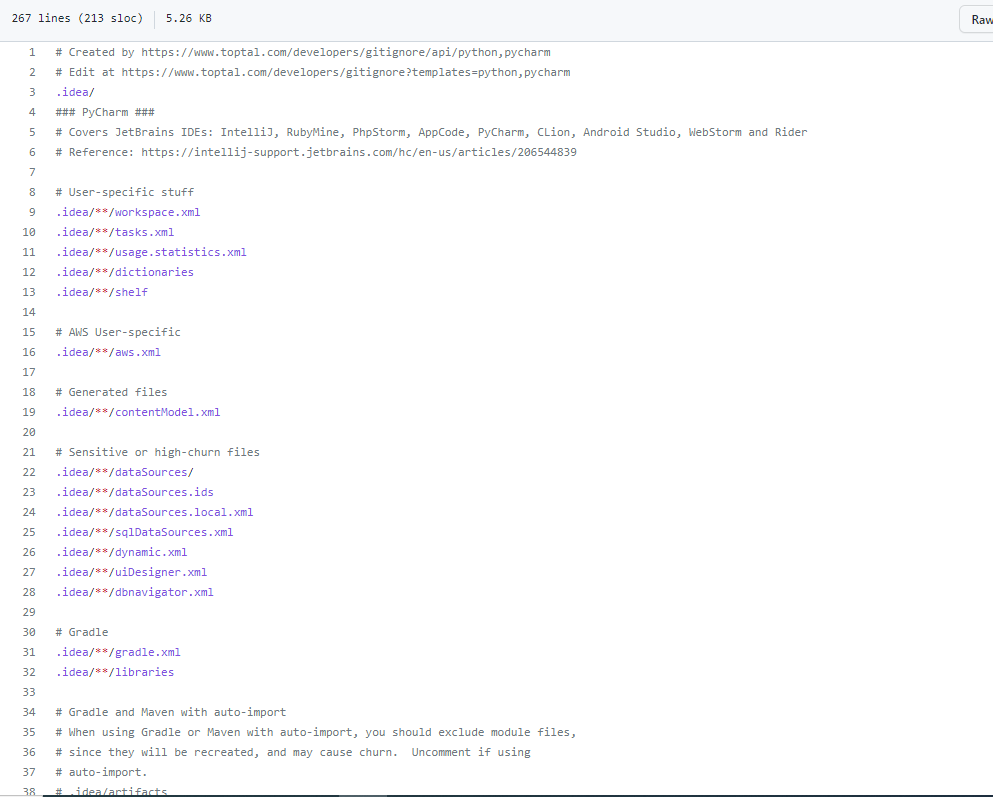 267 lines (213 sloc) 5.26 KB
Raw
1 # Created by https://www.toptal.com/developers/gitignore/api/python,pycharm
2 # Edit at https://www.toptal.com/developers/gitignore?templates=python,pycharm
3 .idea/
4 ### PyCharm ###
5 # Covers JetBrains IDEs: IntelliJ, RubyMine, PhpStorm, AppCode, PyCharm, CLion, Android Studio, WebStorm and Rider
6 # Reference: https://intellij-support.jetbrains.com/hc/en-us/articles/206544839
7
8 # User-specific stuff
9 .idea/**/workspace.xml
10 .idea/**/tasks.xml
11 .idea/**/usage.statistics.xml
12 .idea/**/dictionaries
13 .idea/**/shelf
14
15 # AWS User-specific
16 .idea/**/aws.xml
17
18 # Generated files
19 .idea/**/contentModel.xml
20
21 # Sensitive or high-churn files
22 .idea/**/dataSources/
23 .idea/**/dataSources.ids
24 .idea/**/dataSources.local.xml
25 .idea/**/sqlDataSources.xml
26 .idea/**/dynamic.xml
27 .idea/**/uiDesigner.xml
28 .idea/**/dbnavigator.xml
29
30 # Gradle
31 .idea/**/gradle.xml
32 .idea/**/libraries
33
34 # Gradle and Maven with auto-import
35 # When using Gradle or Maven with auto-import, you should exclude module files,
36 # since they will be recreated, and may cause churn.  Uncomment if using
37 # auto-import.
38 # .idea/artifacts